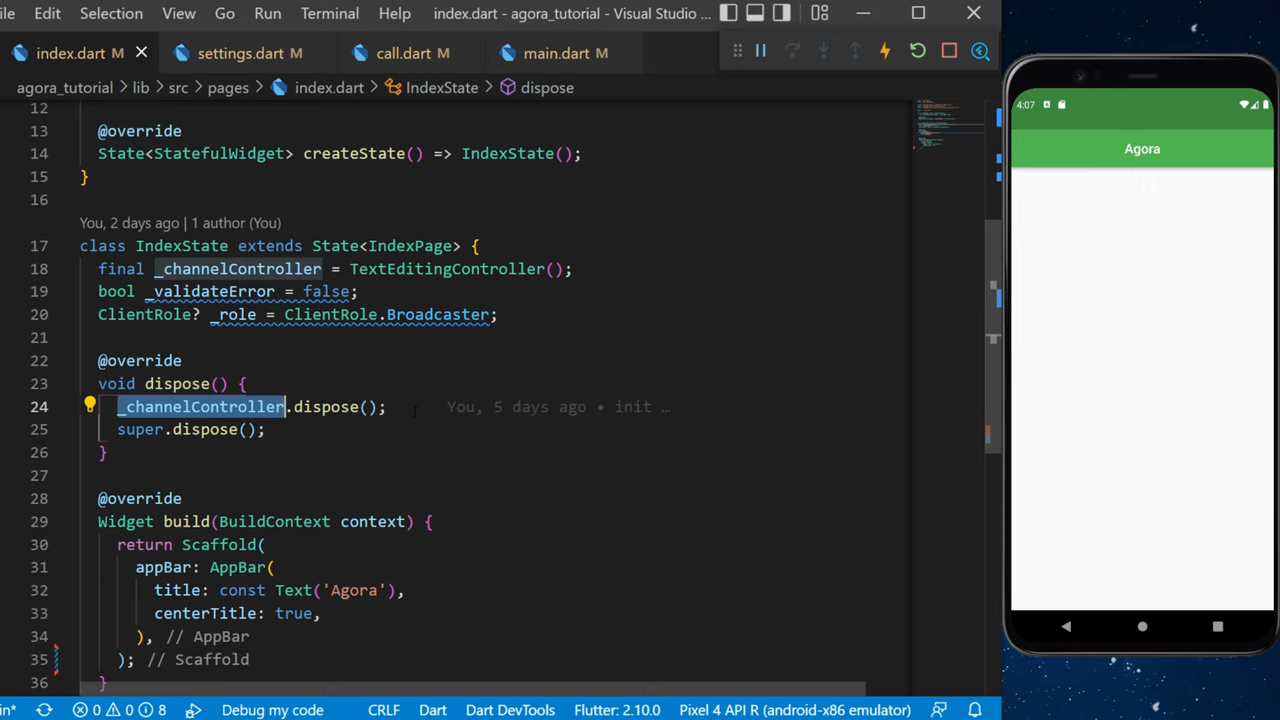 File Edit Selection View Go Run Terminal Help index.dart - agora_tutorial - Visual Studio ...
index.dart M settings.dart M call.dart M main.dart M
agora_tutorial > lib > src > pages > index.dart > IndexState > dispose
12
13 @override
14 State<StatefulWidget> createState() => IndexState();
15 }
16
You, 2 days ago | 1 author (You)
17 class IndexState extends State<IndexPage> {
18 final _channelController = TextEditingController();
19 bool _validateError = false;
20 ClientRole? _role = ClientRole.Broadcaster;
21
22 @override
23 void dispose() {
24 _channelController.dispose(); You, 5 days ago • init …
25 super.dispose();
26 }
27
28 @override
29 Widget build(BuildContext context) {
30 return Scaffold(
31 appBar: AppBar(
32 title: const Text('Agora'),
33 centerTitle: true,
34 ), // AppBar
35 ); // Scaffold
36 }
in* 0 0 8 Debug my code CRLF Dart Dart DevTools Flutter: 2.10.0 Pixel 4 API R (android-x86 emulator)
4:07
Agora